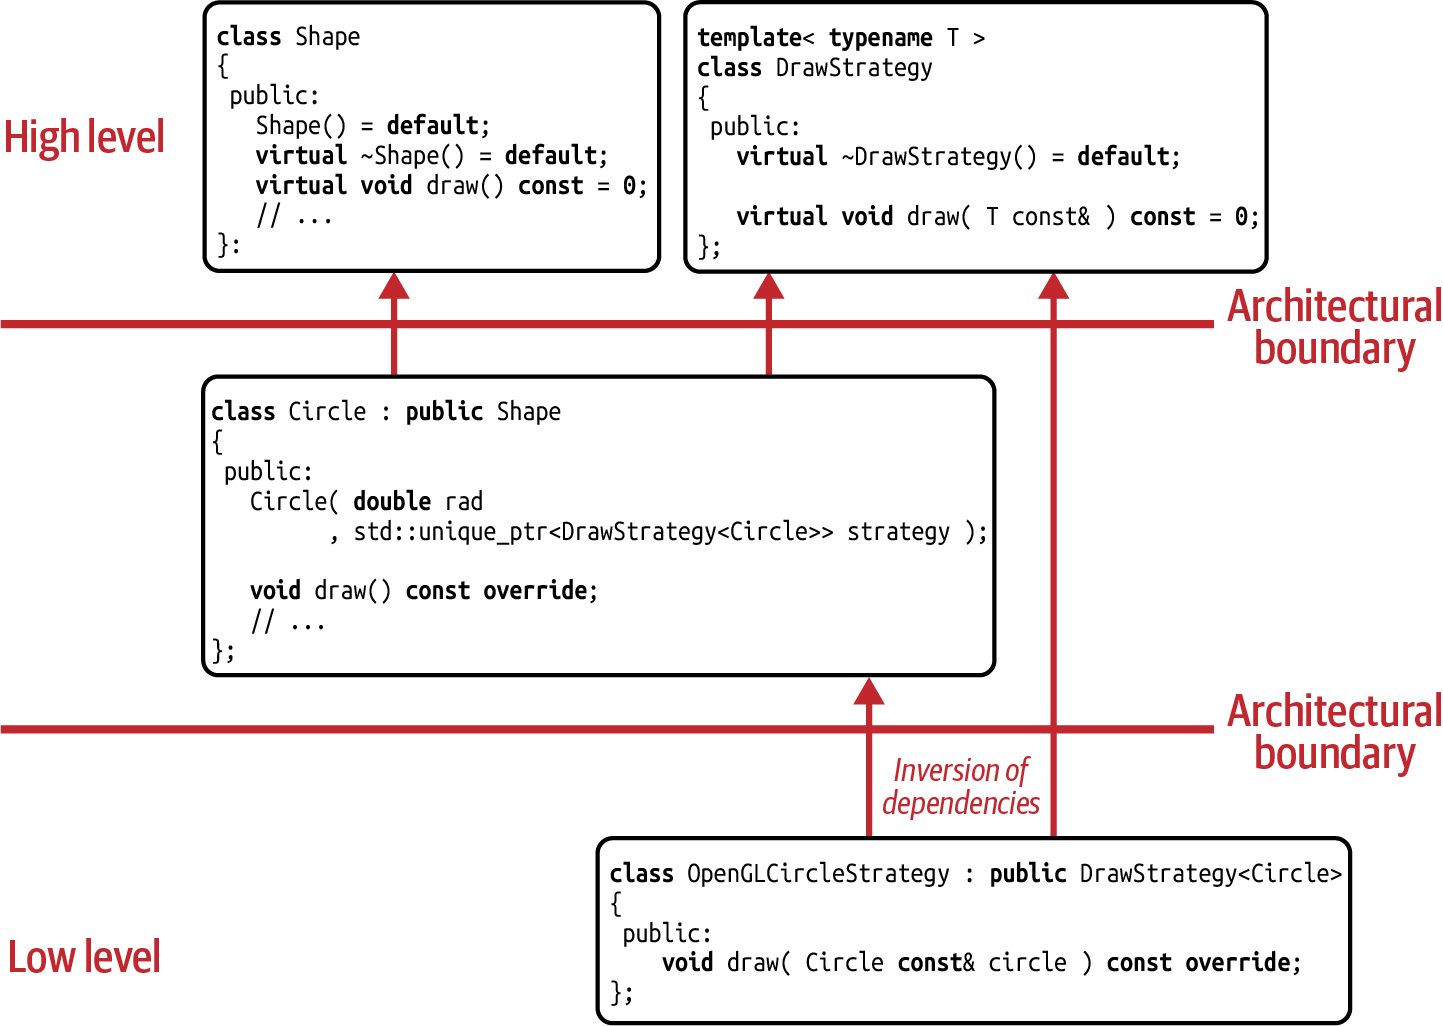 class Shape
{
public:
Shape() = default;
virtual ~Shape() = default;
virtual void draw() const = 0;
// ...
}:
template< typename T >
class DrawStrategy
{
public:
virtual ~DrawStrategy() = default;
virtual void draw( T const& ) const = 0;
};
High level
Architectural
boundary
class Circle : public Shape
{
public:
Circle( double rad
, std::unique_ptr<DrawStrategy<Circle>> strategy );
void draw() const override;
// ...
};
Architectural
boundary
Inversion of
dependencies
class OpenGLCircleStrategy : public DrawStrategy<Circle>
{
public:
void draw( Circle const& circle ) const override;
};
Low level